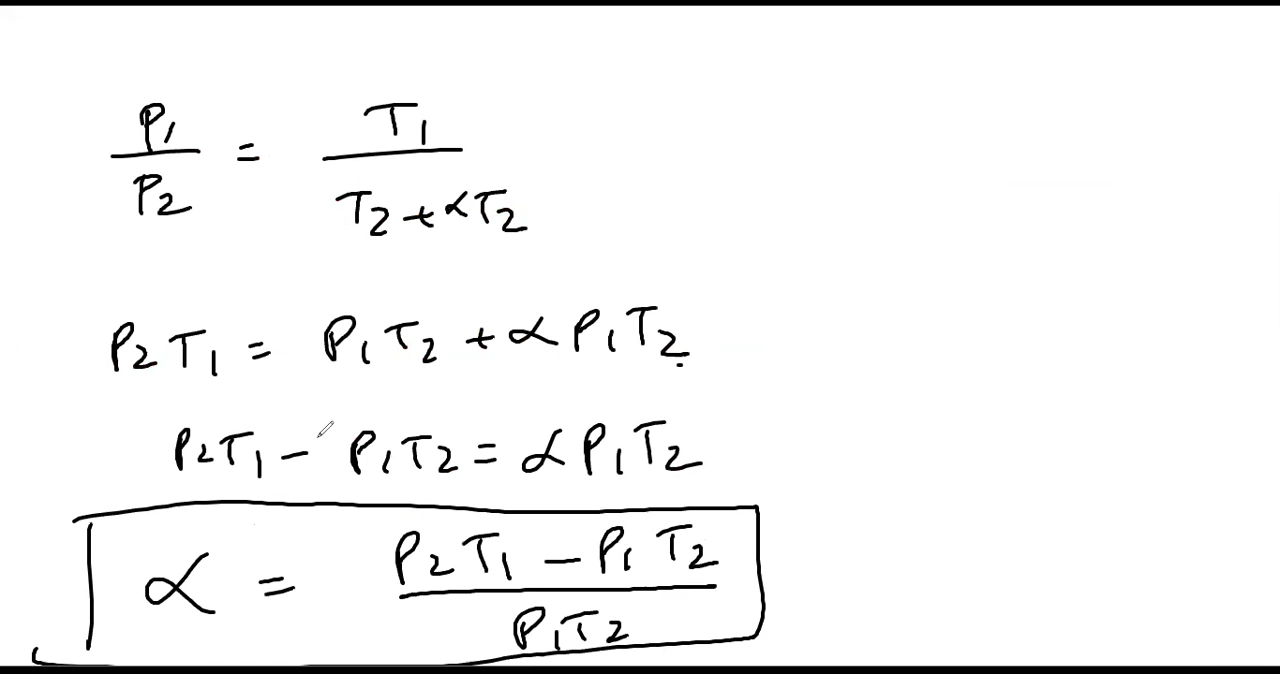 P1/P2 = T1/(T2 + αT2)
P2T1 = P1T2 + αP1T2
P2T1 - P1T2 = αP1T2
α = (P2T1 - P1T2)/(P1T2)